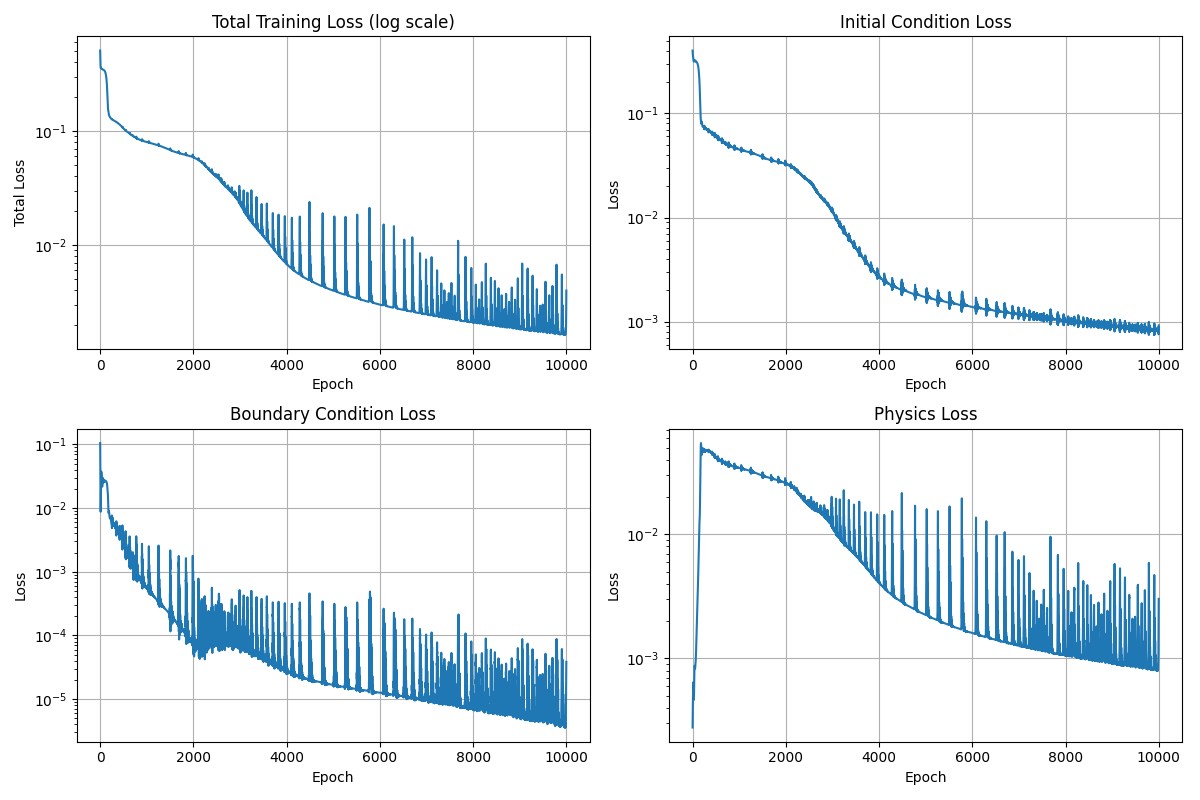 Total Training Loss (log scale)
Total Loss
10⁻¹
10⁻²
0 2000 4000 6000 8000 10000
Epoch
Initial Condition Loss
Loss
10⁻¹
10⁻²
10⁻³
0 2000 4000 6000 8000 10000
Epoch
Boundary Condition Loss
Loss
10⁻¹
10⁻²
10⁻³
10⁻⁴
10⁻⁵
0 2000 4000 6000 8000 10000
Epoch
Physics Loss
Loss
10⁻²
10⁻³
0 2000 4000 6000 8000 10000
Epoch